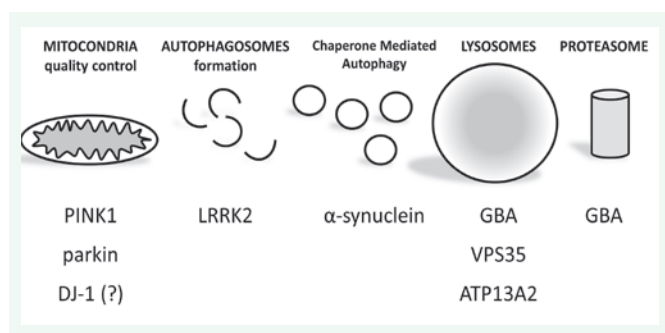 MITOCONDRIA
quality control
AUTOPHAGOSOMES
formation
Chaperone Mediated
Autophagy
LYSOSOMES
PROTEASOME
PINK1
LRRK2
α-synuclein
GBA
GBA
parkin
VPS35
DJ-1 (?)
ATP13A2